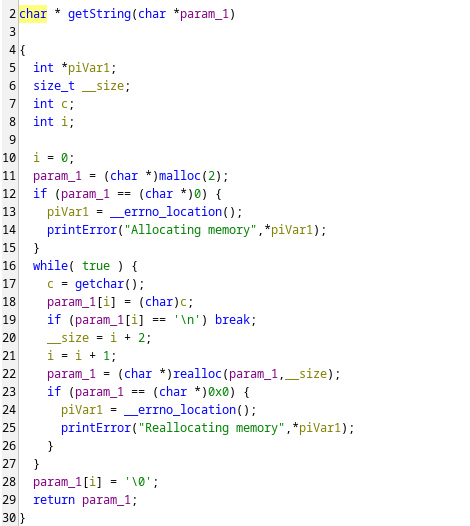 2 char * getString(char *param_1)
3
4 {
5   int *piVar1;
6   size_t __size;
7   int c;
8   int i;
9
10   i = 0;
11   param_1 = (char *)malloc(2);
12   if (param_1 == (char *)0) {
13     piVar1 = __errno_location();
14     printError("Allocating memory",*piVar1);
15   }
16   while( true ) {
17     c = getchar();
18     param_1[i] = (char)c;
19     if (param_1[i] == '\n') break;
20     __size = i + 2;
21     i = i + 1;
22     param_1 = (char *)realloc(param_1,__size);
23     if (param_1 == (char *)0x0) {
24       piVar1 = __errno_location();
25       printError("Reallocating memory",*piVar1);
26     }
27   }
28   param_1[i] = '\0';
29   return param_1;
30 }